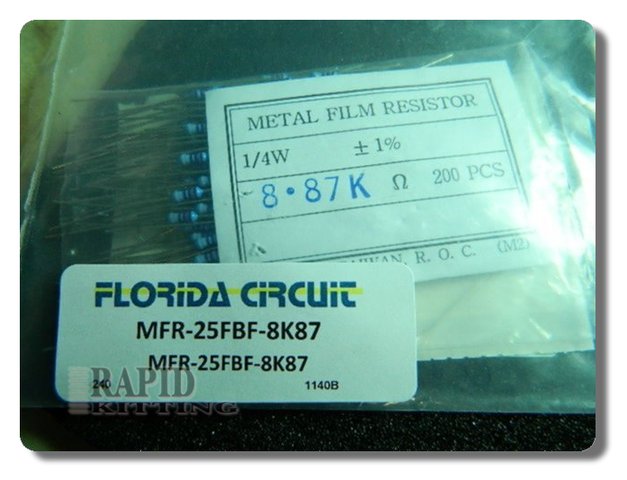 METAL FILM RESISTOR
1/4W ±1%
8.87K Ω 200 PCS
R. O. C. (M2)
FLORIDA CIRCUIT
MFR-25FBF-8K87
MFR-25FBF-8K87
240 1140B
RAPID
KITTING